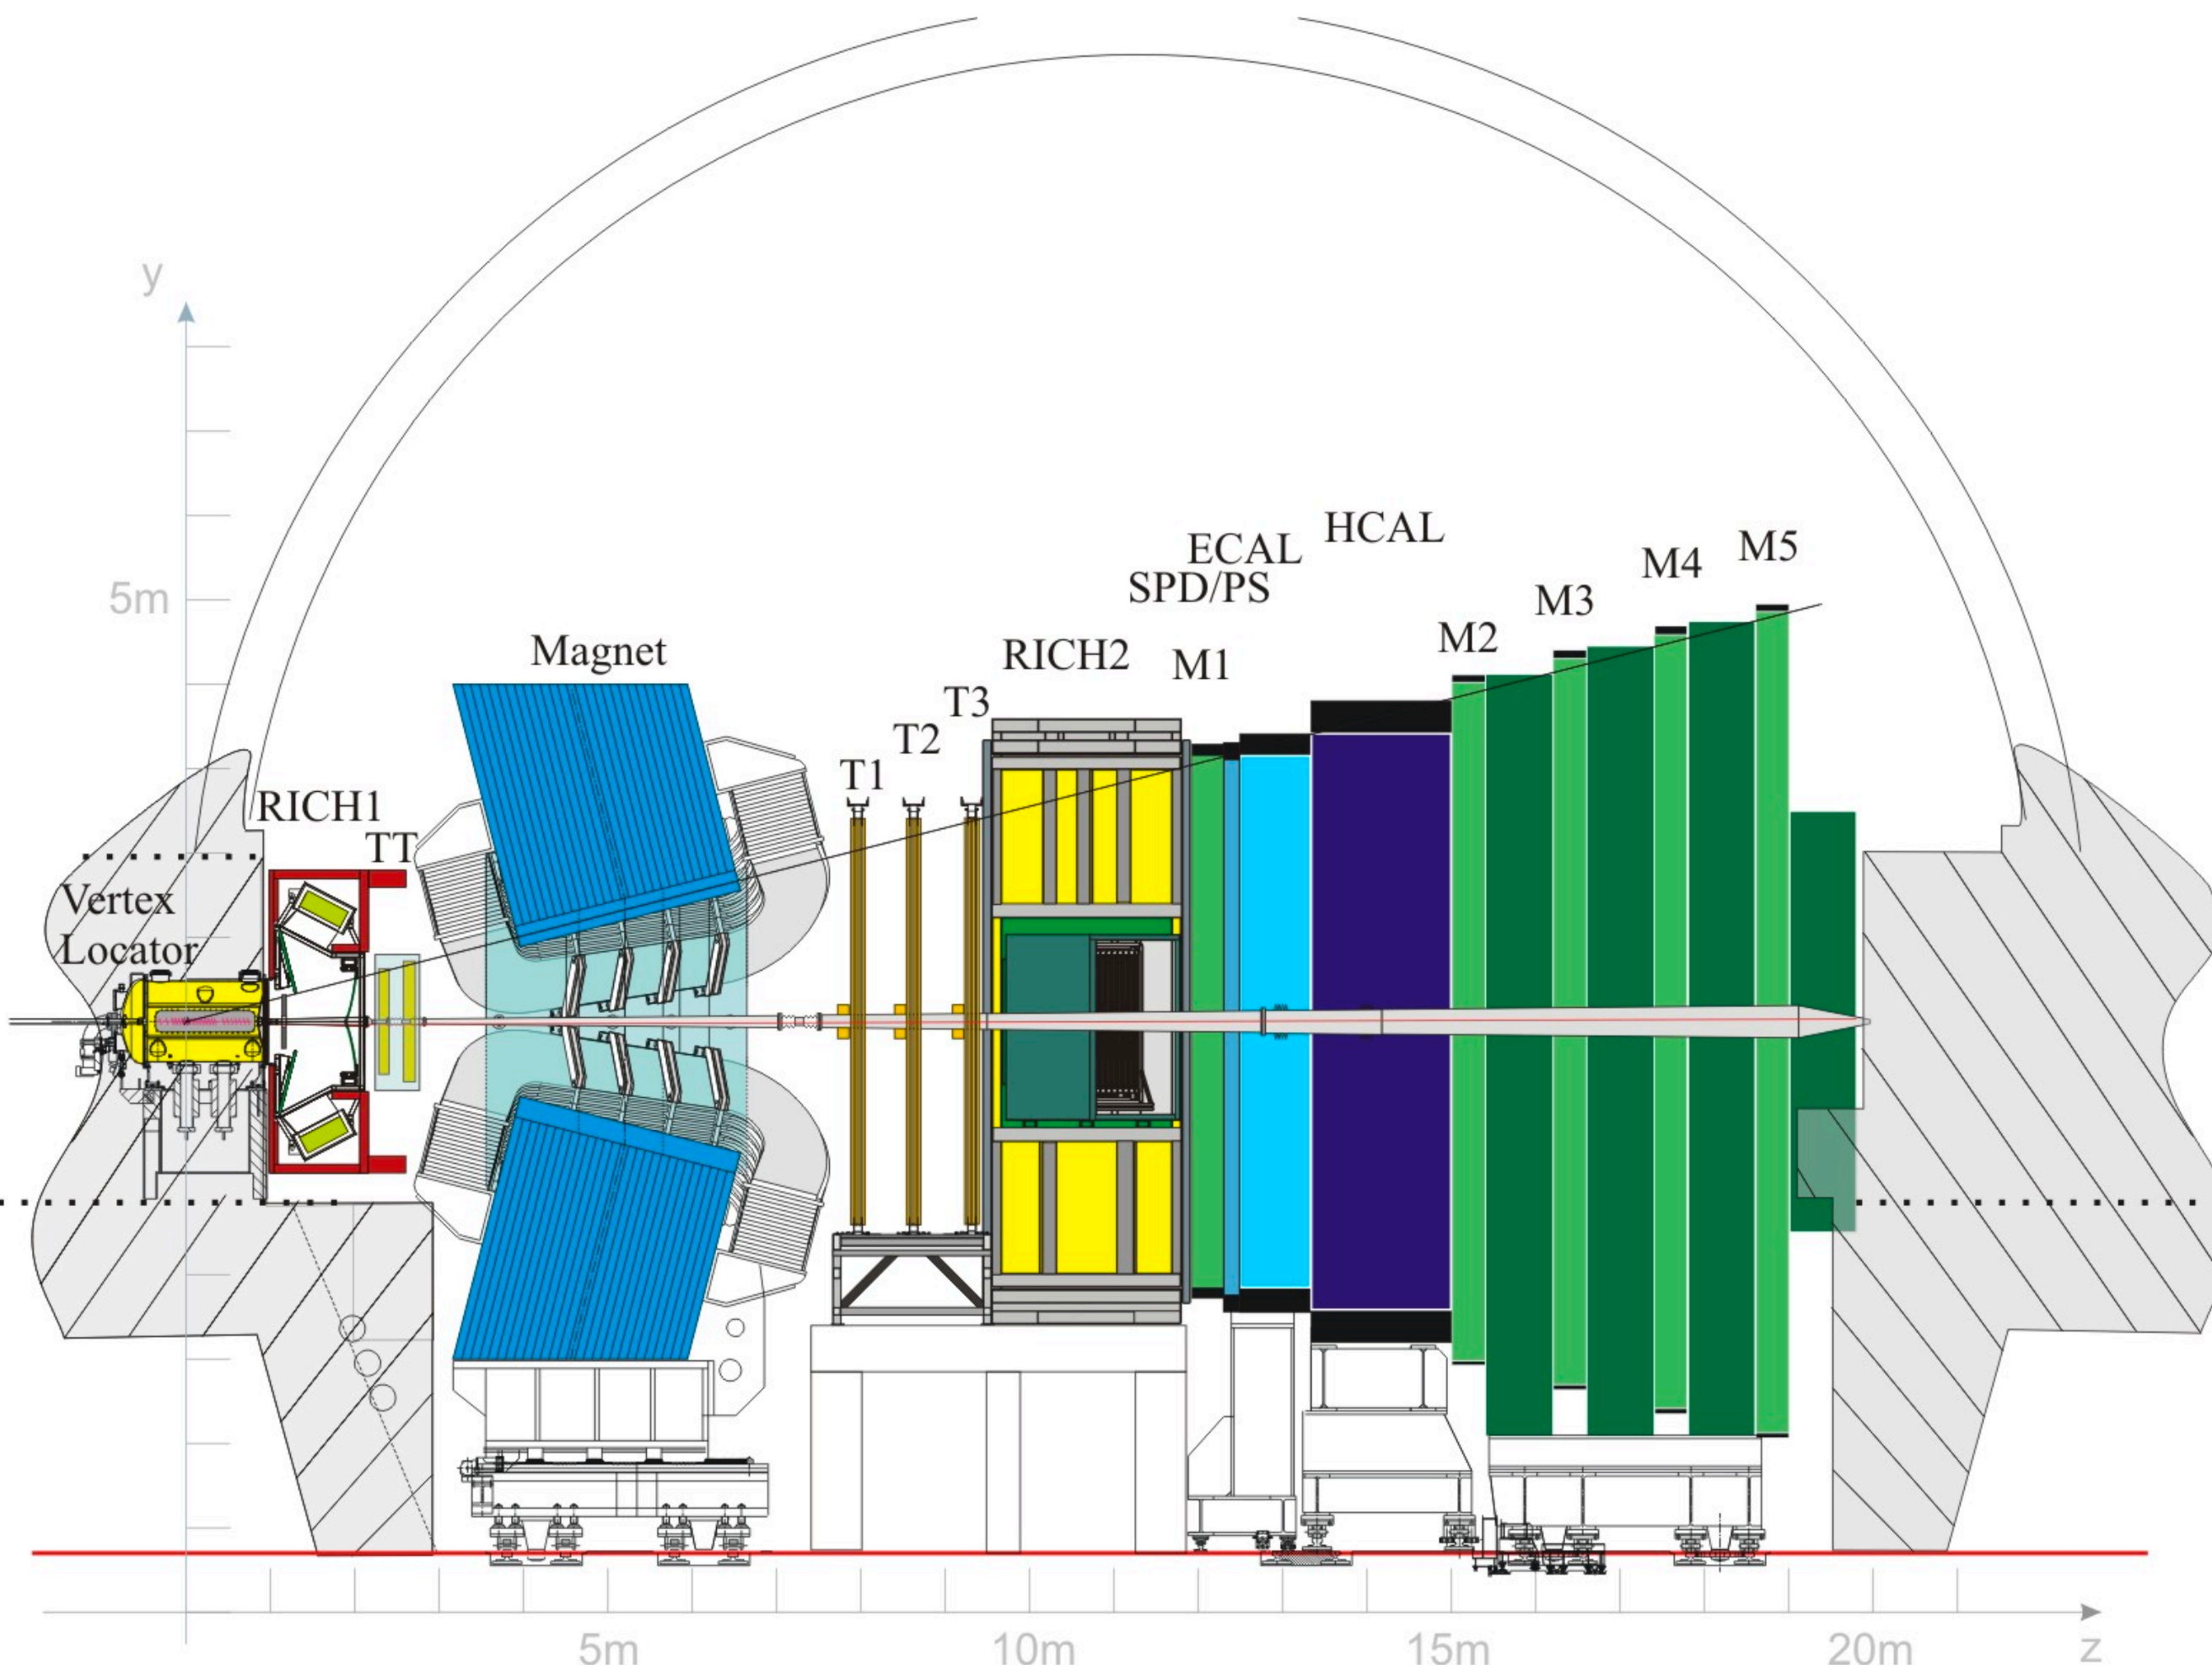 y
5m
HCAL
ECAL
SPD/PS
M5
M4
M3
M2
Magnet
RICH2
M1
T3
T2
T1
RICH1
TT
Vertex
Locator
5m
10m
15m
20m
z